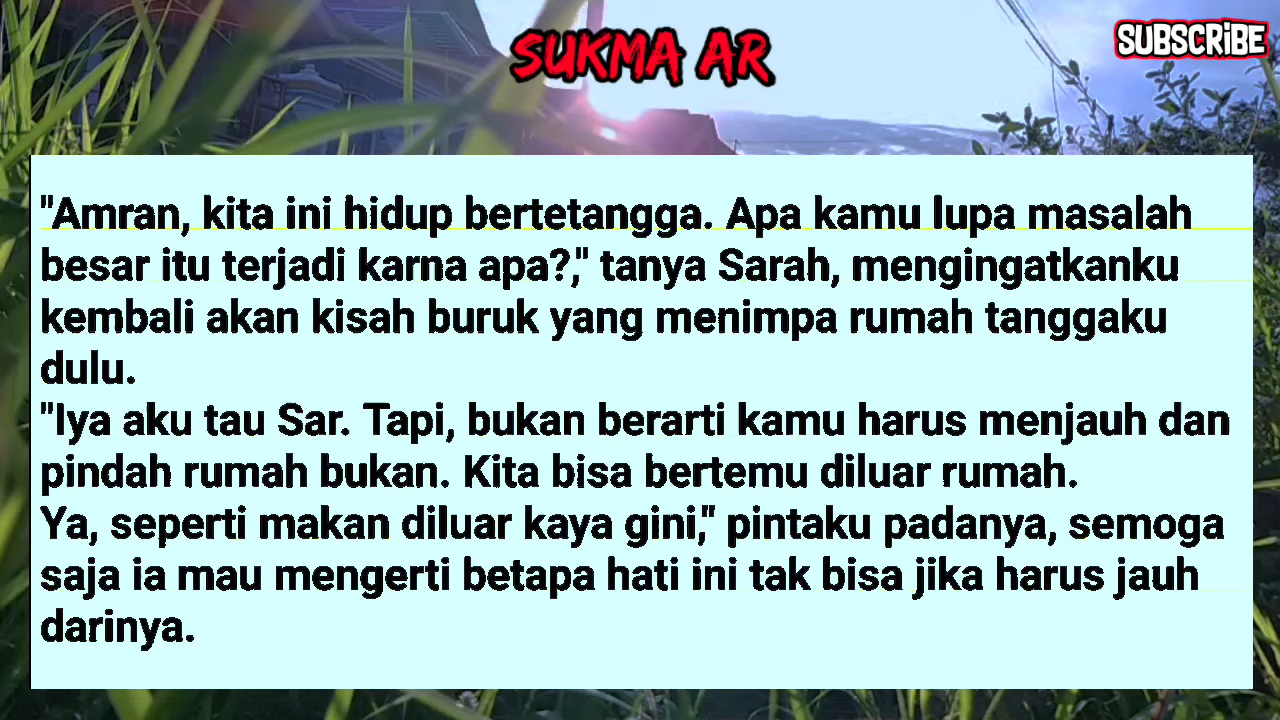 SUKMA AR
SUBSCRiBE
"Amran, kita ini hidup bertetangga. Apa kamu lupa masalah
besar itu terjadi karna apa?," tanya Sarah, mengingatkanku
kembali akan kisah buruk yang menimpa rumah tanggaku
dulu.
"Iya aku tau Sar. Tapi, bukan berarti kamu harus menjauh dan
pindah rumah bukan. Kita bisa bertemu diluar rumah.
Ya, seperti makan diluar kaya gini," pintaku padanya, semoga
saja ia mau mengerti betapa hati ini tak bisa jika harus jauh
darinya.